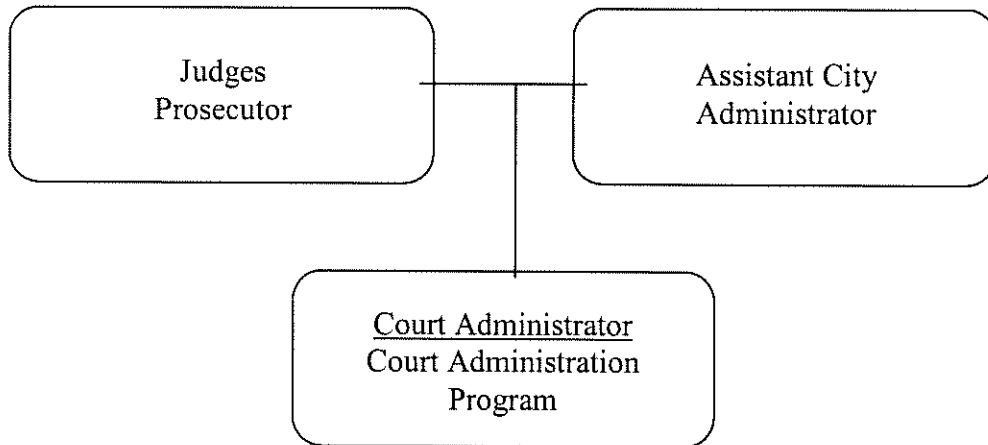 Judges
Prosecutor
Assistant City
Administrator
Court Administrator
Court Administration
Program